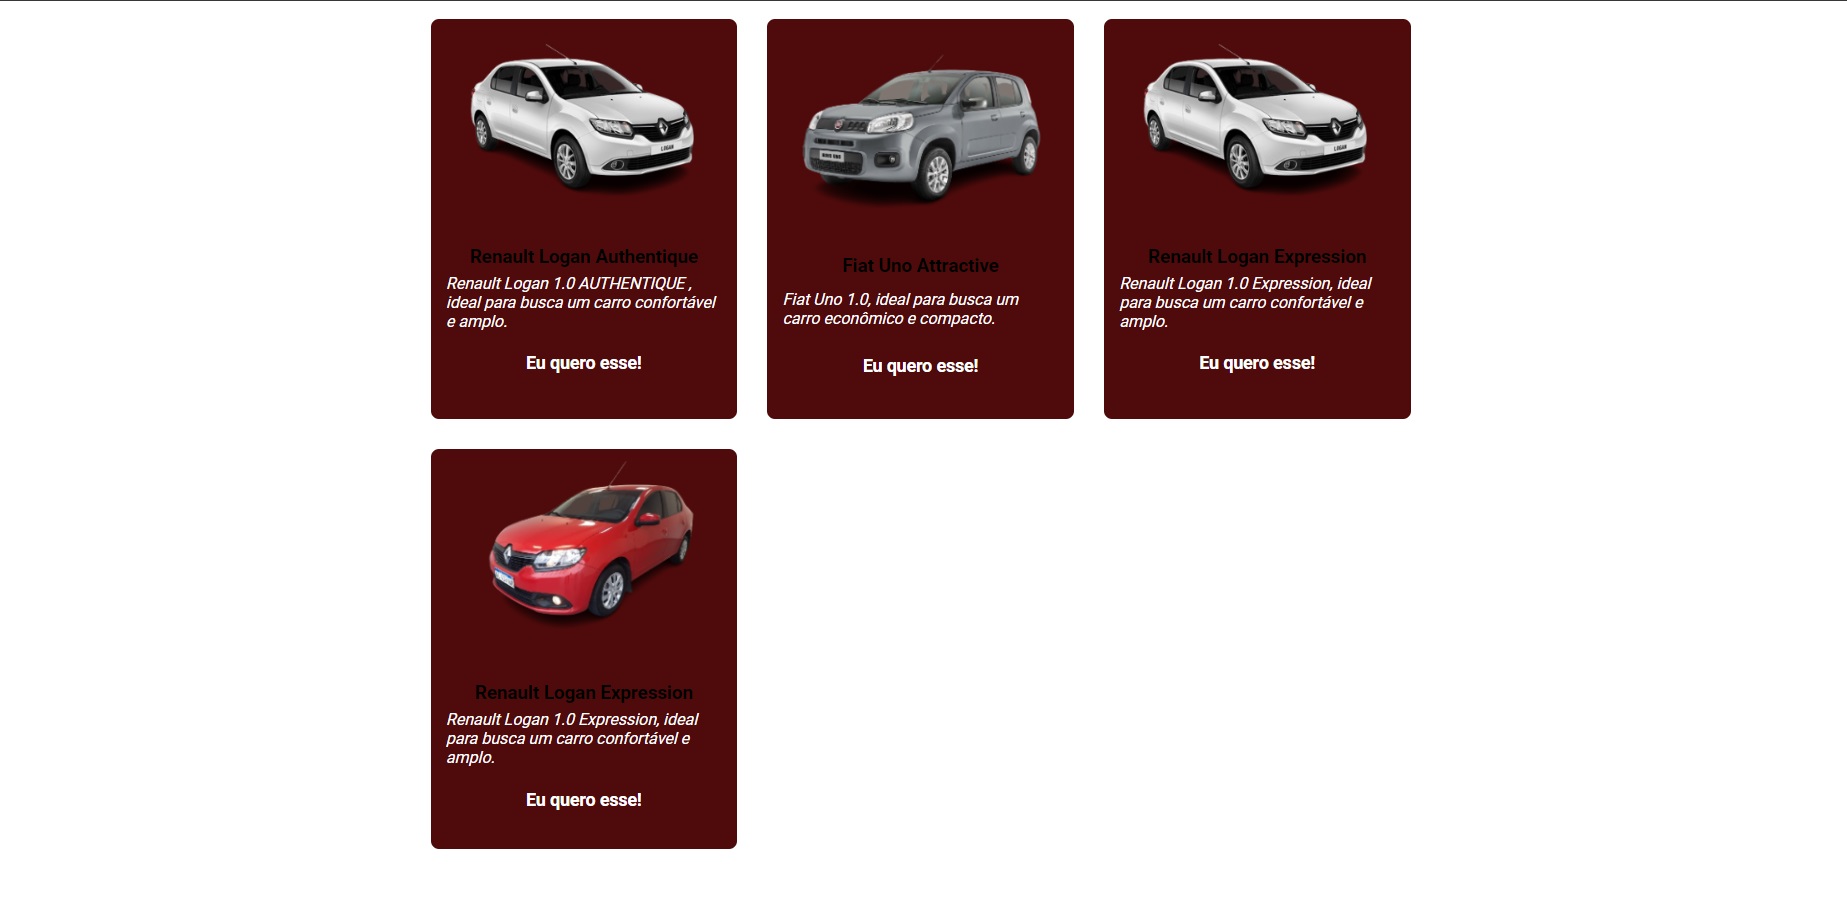 Renault Logan Authentique
Renault Logan 1.0 AUTHENTIQUE ,
ideal para busca um carro confortável
e amplo.
Eu quero esse!
Fiat Uno Attractive
Fiat Uno 1.0, ideal para busca um
carro econômico e compacto.
Eu quero esse!
Renault Logan Expression
Renault Logan 1.0 Expression, ideal
para busca um carro confortável e
amplo.
Eu quero esse!
Renault Logan Expression
Renault Logan 1.0 Expression, ideal
para busca um carro confortável e
amplo.
Eu quero esse!